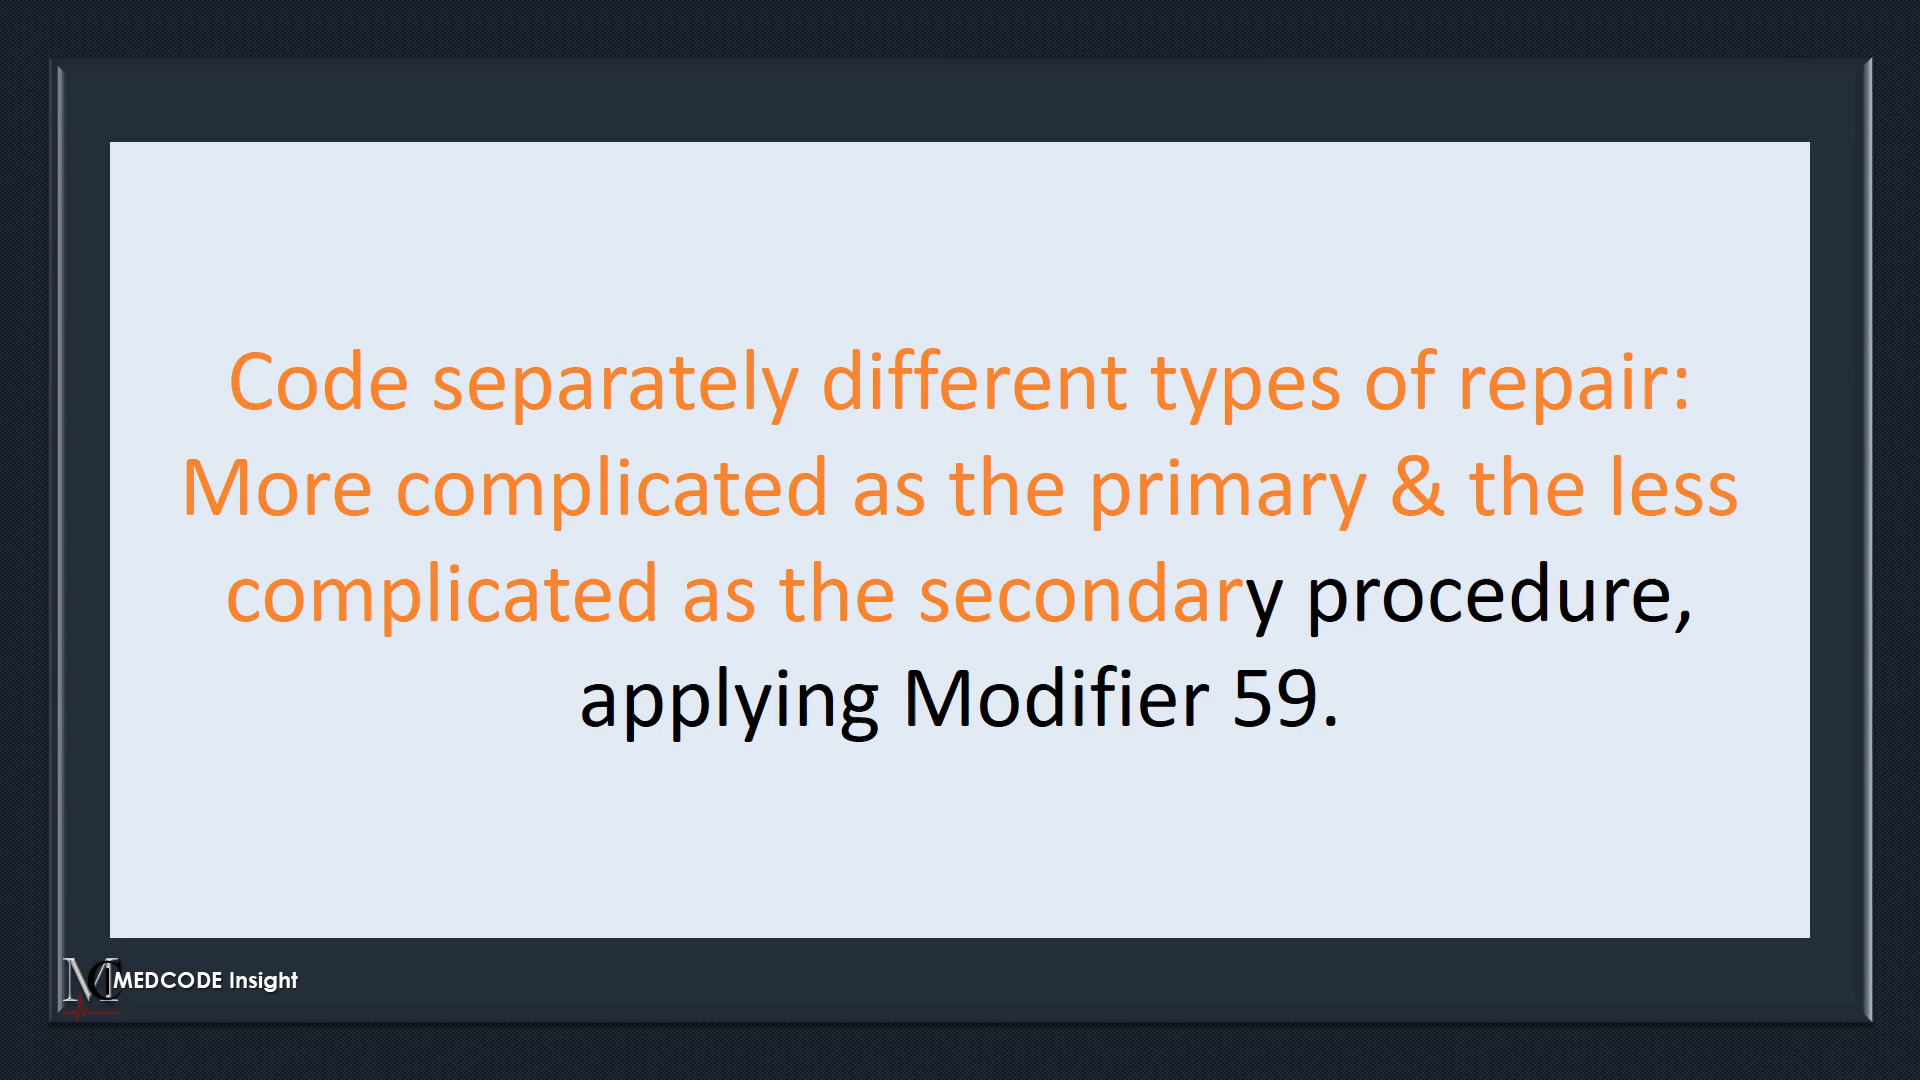 Code separately different types of repair:
More complicated as the primary & the less
complicated as the secondary procedure,
applying Modifier 59.
MC MEDCODE Insight